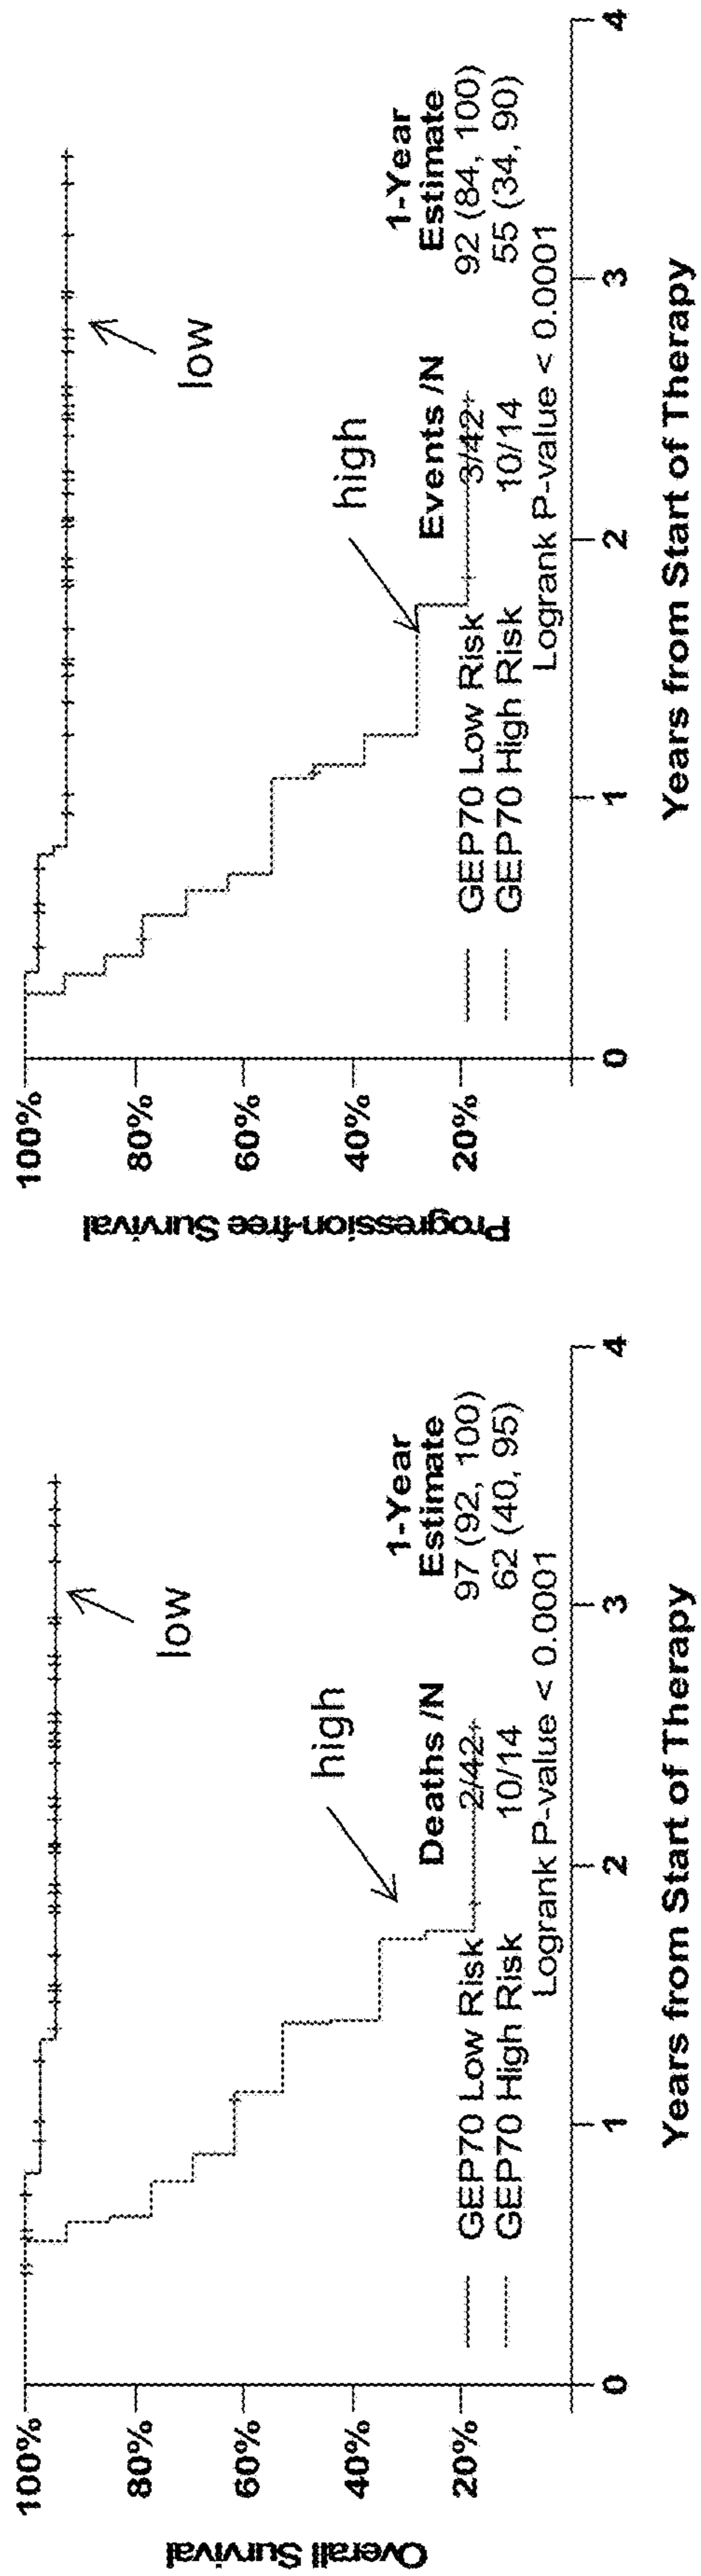 Overall Survival
100%
80%
60%
40%
20%
low
high
Deaths /N
1-Year
Estimate
GEP70 Low Risk 2/42 97 (92, 100)
GEP70 High Risk 10/14 62 (40, 95)
Logrank P-value < 0.0001
0 1 2 3 4
Years from Start of Therapy
Progression-free Survival
100%
80%
60%
40%
20%
low
high
Events /N
1-Year
Estimate
GEP70 Low Risk 3/42 92 (84, 100)
GEP70 High Risk 10/14 55 (34, 90)
Logrank P-value < 0.0001
0 1 2 3 4
Years from Start of Therapy